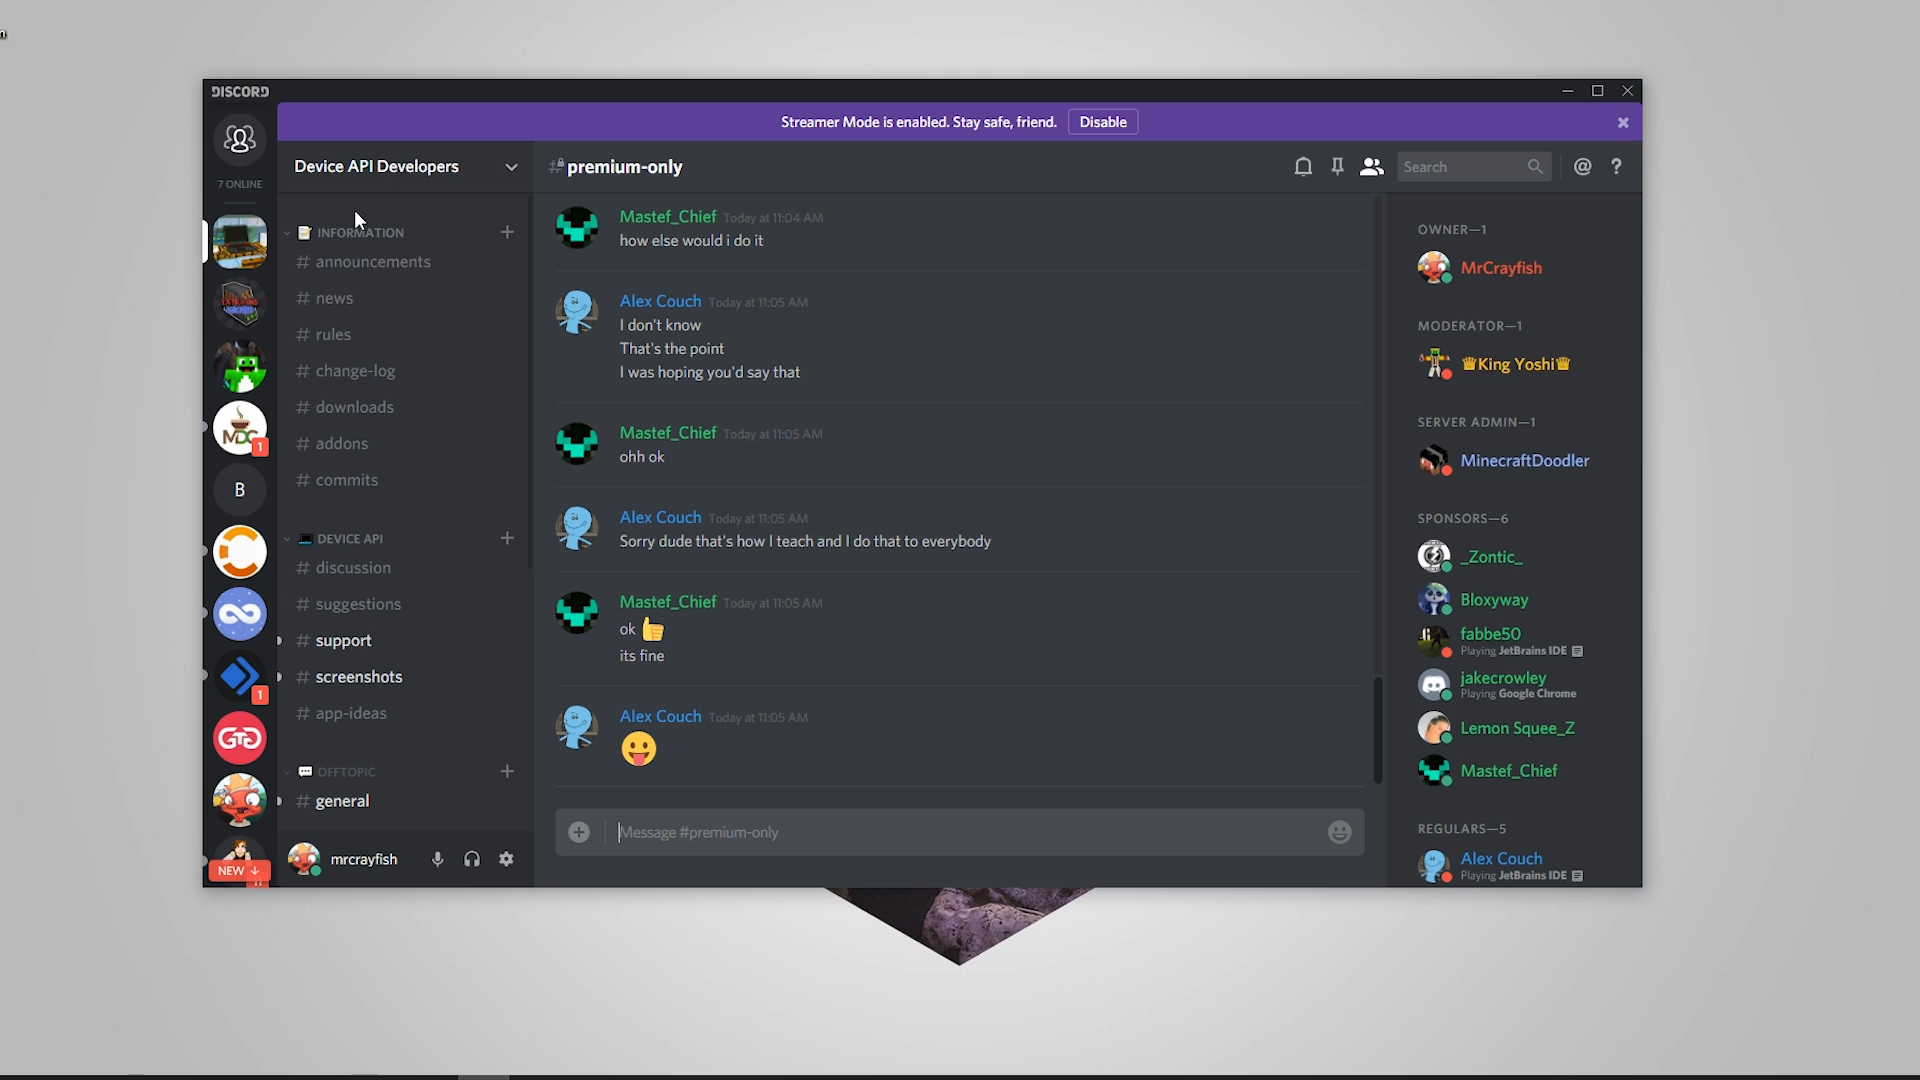 DISCORD
Streamer Mode is enabled. Stay safe, friend. Disable
7 ONLINE
MDC
1
B
1
GTG
NEW
Device API Developers
INFORMATION
# announcements
# news
# rules
# change-log
# downloads
# addons
# commits
DEVICE API
# discussion
# suggestions
# support
# screenshots
# app-ideas
OFFTOPIC
# general
mrcrayfish
# premium-only
Search
@ ?
Mastef_Chief Today at 11:04 AM
how else would i do it
Alex Couch Today at 11:05 AM
I don't know
That's the point
I was hoping you'd say that
Mastef_Chief Today at 11:05 AM
ohh ok
Alex Couch Today at 11:05 AM
Sorry dude that's how I teach and I do that to everybody
Mastef_Chief Today at 11:05 AM
ok 👍
its fine
Alex Couch Today at 11:05 AM
😛
Message #premium-only
OWNER—1
MrCrayfish
MODERATOR—1
♛King Yoshi♛
SERVER ADMIN—1
MinecraftDoodler
SPONSORS—6
_Zontic_
Bloxyway
fabbe50
Playing JetBrains IDE
jakecrowley
Playing Google Chrome
Lemon Squee_Z
Mastef_Chief
REGULARS—5
Alex Couch
Playing JetBrains IDE